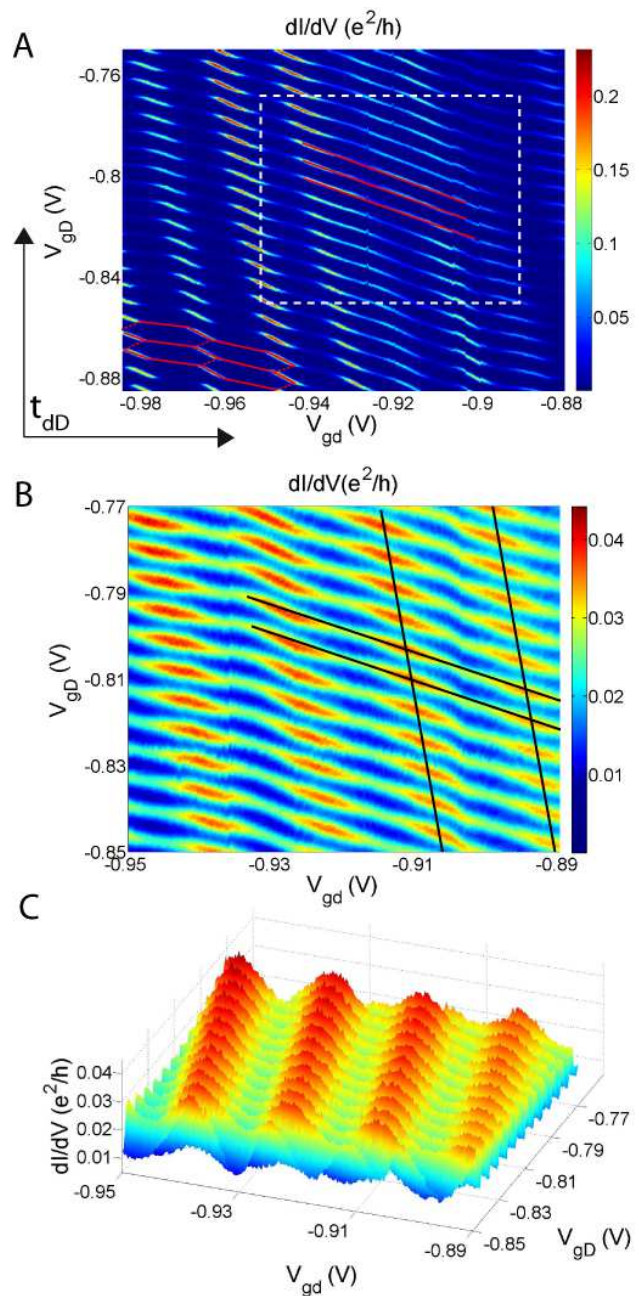 A
dI/dV (e²/h)
-0.76
-0.8
-0.84
-0.88
V_gD (V)
t_dD
-0.98 -0.96 -0.94 -0.92 -0.9 -0.88
V_gd (V)
0.2
0.15
0.1
0.05
B
dI/dV(e²/h)
-0.77
-0.79
-0.81
-0.83
-0.85
V_gD (V)
-0.95 -0.93 -0.91 -0.89
V_gd (V)
0.04
0.03
0.02
0.01
C
dI/dV (e²/h)
0.04
0.03
0.02
0.01
-0.95 -0.93 -0.91 -0.89
V_gd (V)
-0.77
-0.79
-0.81
-0.83
-0.85
V_gD (V)